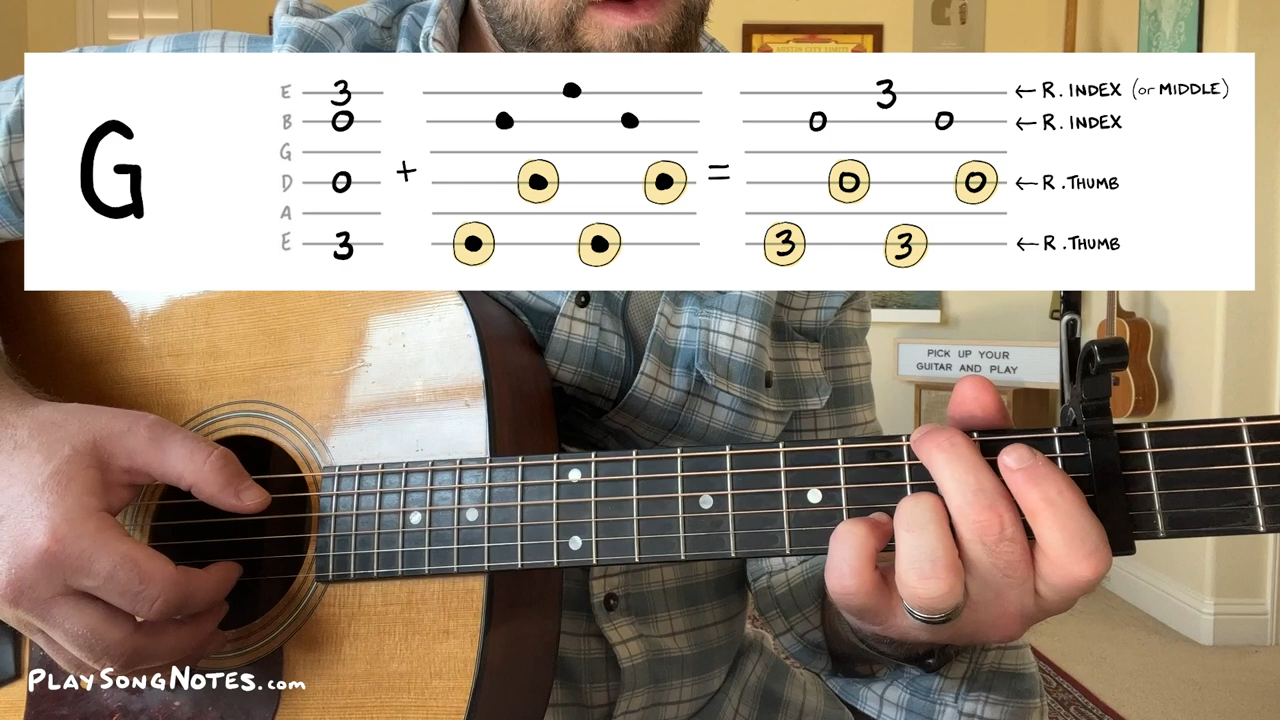 AUSTIN CITY LIMITS
G
E 3 3 ← R. INDEX (or MIDDLE)
B 0 0 0 ← R. INDEX
G
+ =
D 0 0 0 ← R. THUMB
A
E 3 3 3 ← R. THUMB
PICK UP YOUR
GUITAR AND PLAY
PLAYSONGNOTES.com